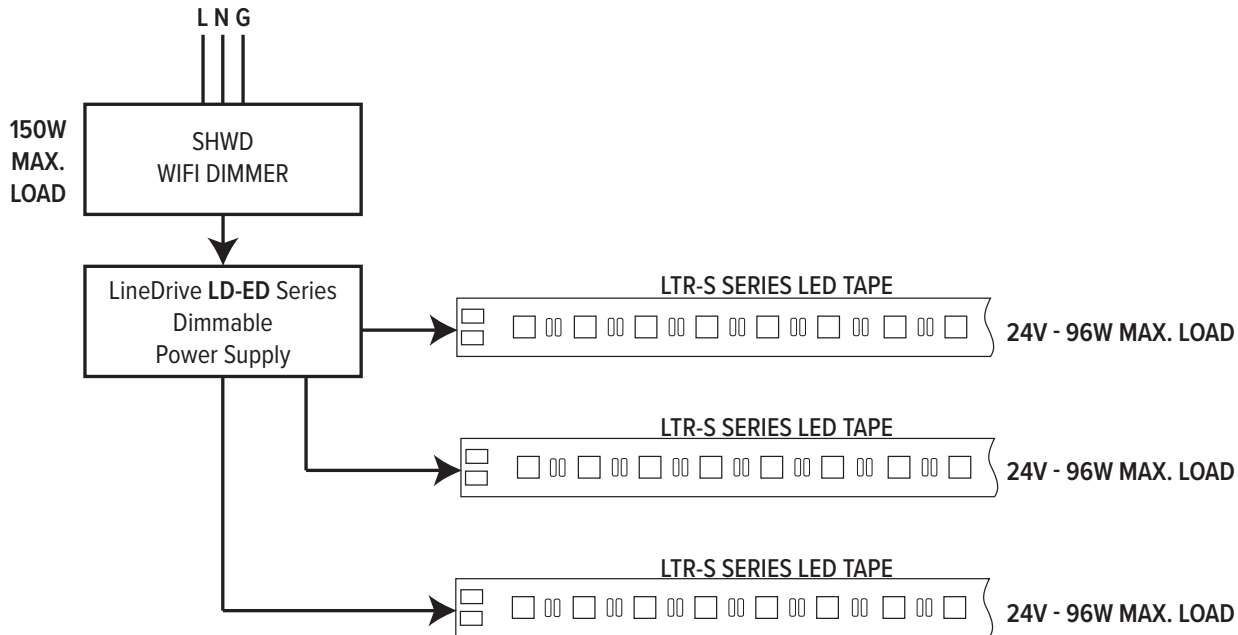 L N G
150W
MAX.
LOAD
SHWD
WIFI DIMMER
LineDrive LD-ED Series
Dimmable
Power Supply
LTR-S SERIES LED TAPE
24V - 96W MAX. LOAD
LTR-S SERIES LED TAPE
24V - 96W MAX. LOAD
LTR-S SERIES LED TAPE
24V - 96W MAX. LOAD